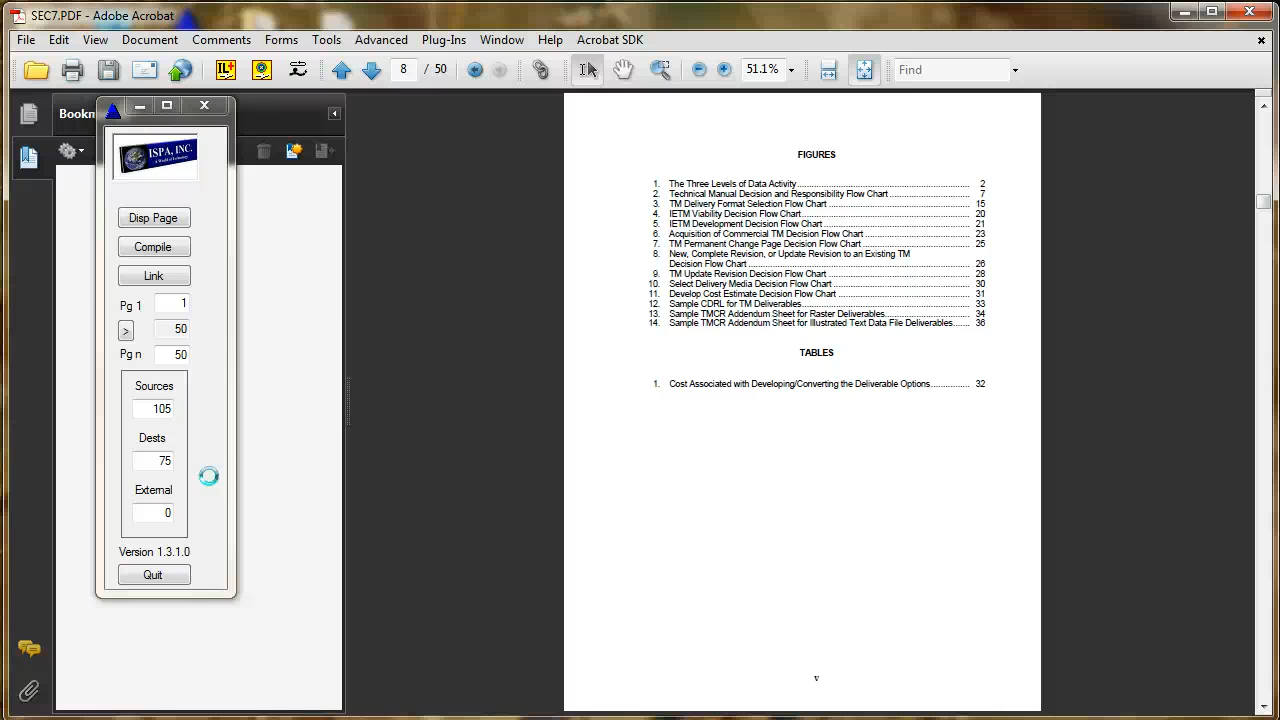 SEC7.PDF - Adobe Acrobat
File Edit View Document Comments Forms Tools Advanced Plug-Ins Window Help Acrobat SDK
8 / 50 51.1% Find
Bookm
ISPA, INC.
Disp Page
Compile
Link
Pg 1 1
> 50
Pg n 50
Sources
105
Dests
75
External
0
Version 1.3.1.0
Quit
FIGURES
1. The Three Levels of Data Activity 2
2. Technical Manual Decision and Responsibility Flow Chart 7
3. TM Delivery Format Selection Flow Chart 15
4. IETM Viability Decision Flow Chart 20
5. IETM Development Decision Flow Chart 21
6. Acquisition of Commercial TM Decision Flow Chart 23
7. TM Permanent Change Page Decision Flow Chart 25
8. New, Complete Revision, or Update Revision to an Existing TM
Decision Flow Chart 26
9. TM Update Revision Decision Flow Chart 28
10. Select Delivery Media Decision Flow Chart 30
11. Develop Cost Estimate Decision Flow Chart 31
12. Sample CDRL for TM Deliverables 33
13. Sample TMCR Addendum Sheet for Raster Deliverables 34
14. Sample TMCR Addendum Sheet for Illustrated Text Data File Deliverables 36
TABLES
1. Cost Associated with Developing/Converting the Deliverable Options 32
v